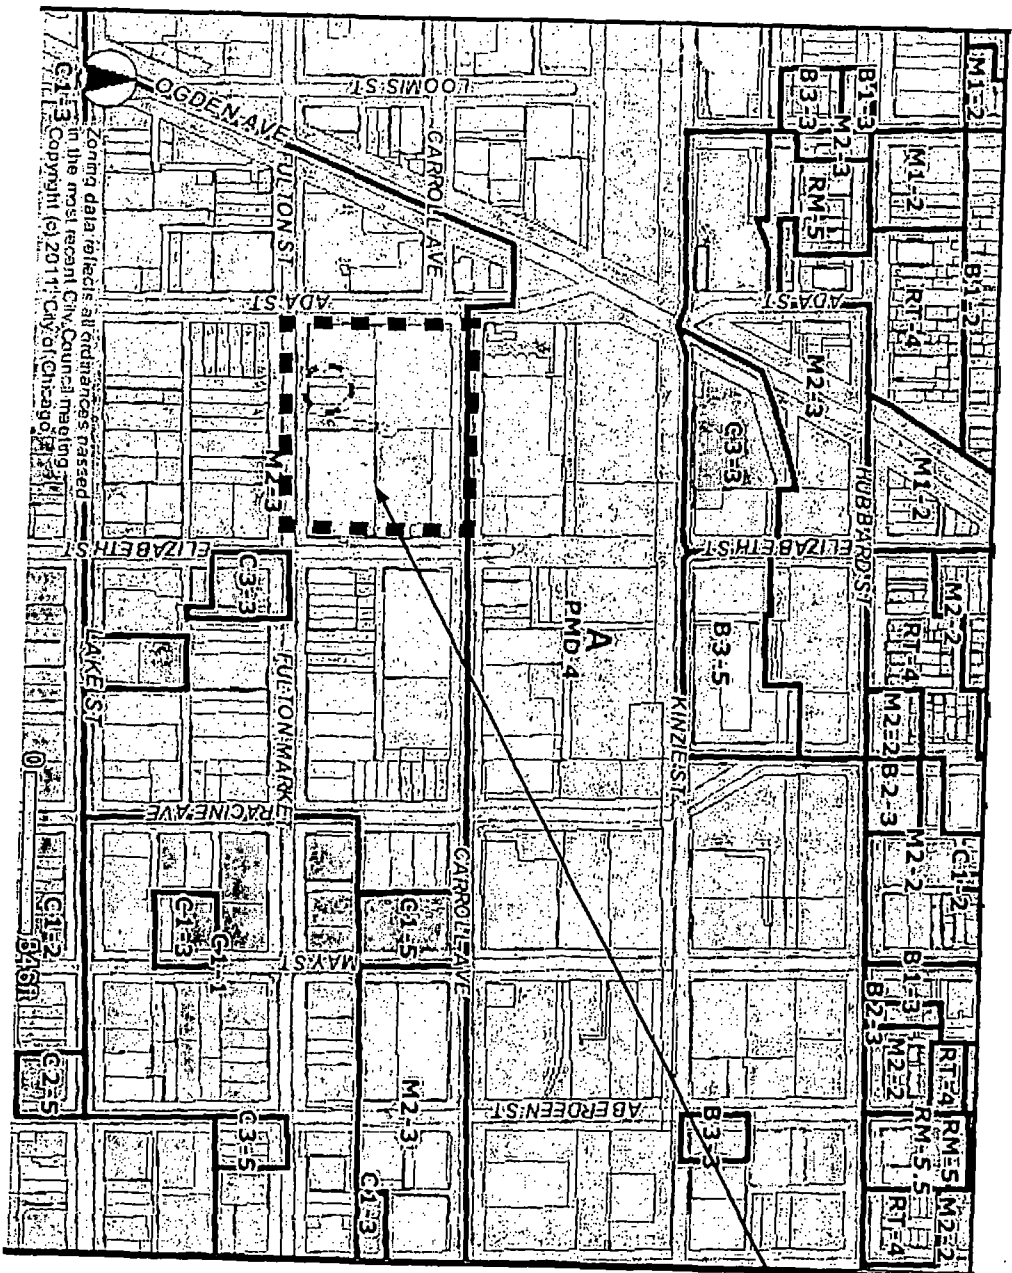 M1-2
B1-3
M2-3
B3-3
RM-5
M1-2
B1-2
RT-4
LOOMIS ST
OGDEN AVE
CARROLL AVE
FULTON ST
ADA ST
ADA ST
C1-3
Zoning data reflects all ordinances passed
in the most recent City Council meeting
Copyright (c) 2011, City of Chicago
M2-3
C3-3
M1-2
HUBBARD ST
M2-3
ELIZABETH ST
ELIZABETH ST
C3-3
A
PMD 4
B3-5
M2-2
RT-4
M2-2
B2-3
LAKE ST
FULTON MARKET
KINZIE ST
RACINE AVE
CARROLL AVE
M2-2
C1-2
C1-5
C1-3
C1-1
C1-2
MAY ST
B1-3
B2-3
M2-2
RT-4
RM-5
RM-5.5
M2-2
RT-4
ABERDEEN ST
B3-3
M2-3
C2-5
C3-5
C1-3
0